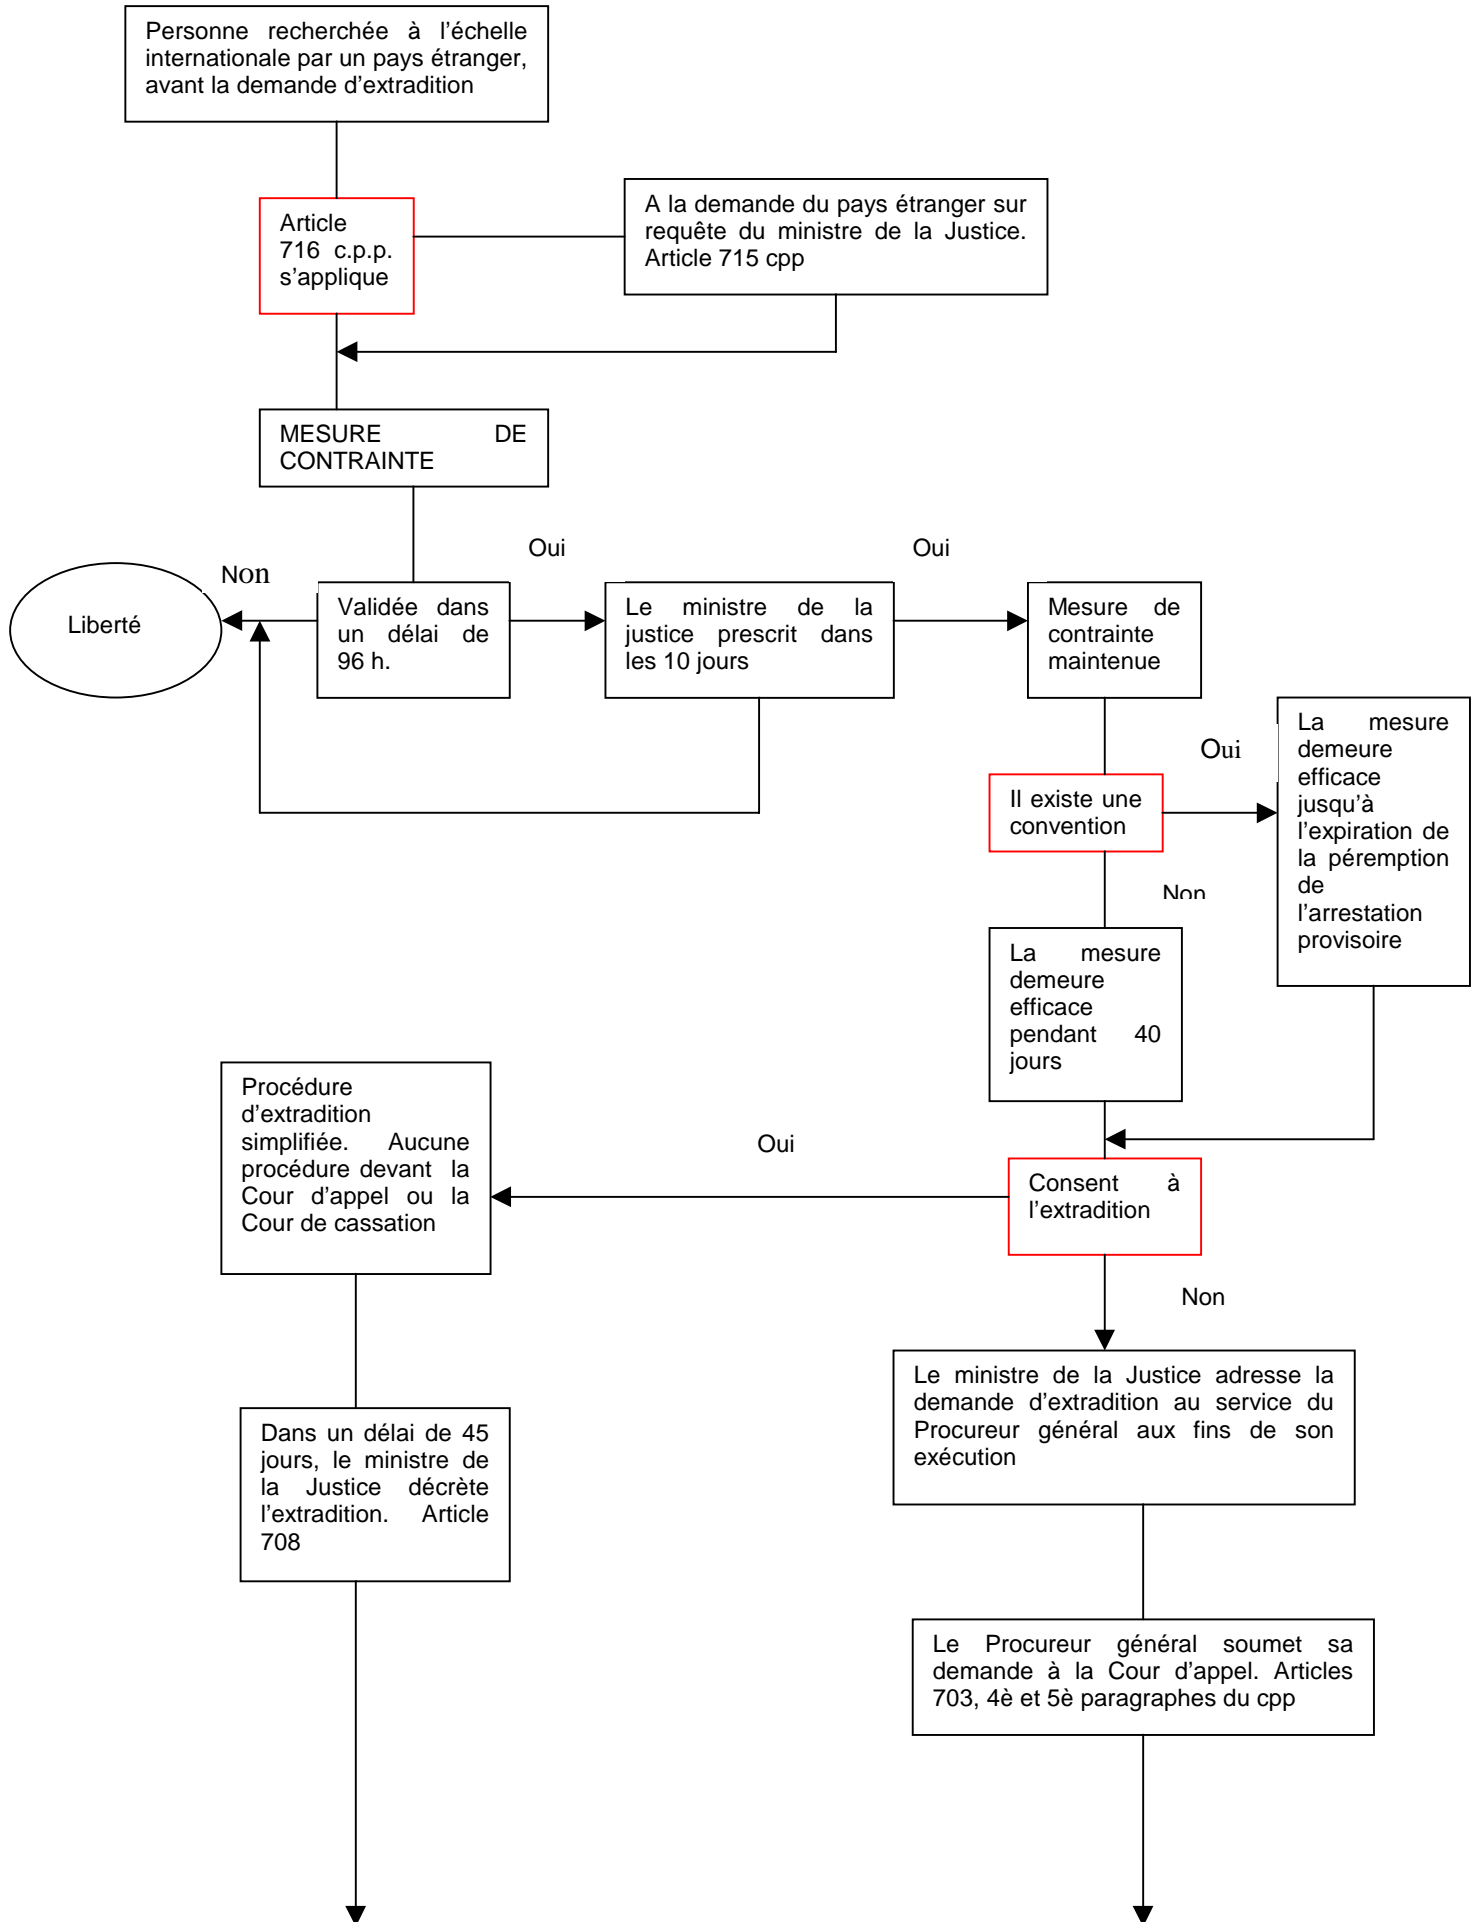 Personne recherchée à l’échelle
internationale par un pays étranger,
avant la demande d’extradition
Article
716 c.p.p.
s’applique
A la demande du pays étranger sur
requête du ministre de la Justice.
Article 715 cpp
MESURE DE
CONTRAINTE
Non
Oui
Oui
Liberté
Validée dans
un délai de
96 h.
Le ministre de la
justice prescrit dans
les 10 jours
Mesure de
contrainte
maintenue
Oui
La mesure
demeure
efficace
jusqu’à
l’expiration de
la péremption
de
l’arrestation
provisoire
Il existe une
convention
Non
La mesure
demeure
efficace
pendant 40
jours
Procédure
d’extradition
simplifiée. Aucune
procédure devant la
Cour d’appel ou la
Cour de cassation
Oui
Consent à
l’extradition
Non
Le ministre de la Justice adresse la
demande d’extradition au service du
Procureur général aux fins de son
exécution
Dans un délai de 45
jours, le ministre de
la Justice décrète
l’extradition. Article
708
Le Procureur général soumet sa
demande à la Cour d’appel. Articles
703, 4è et 5è paragraphes du cpp